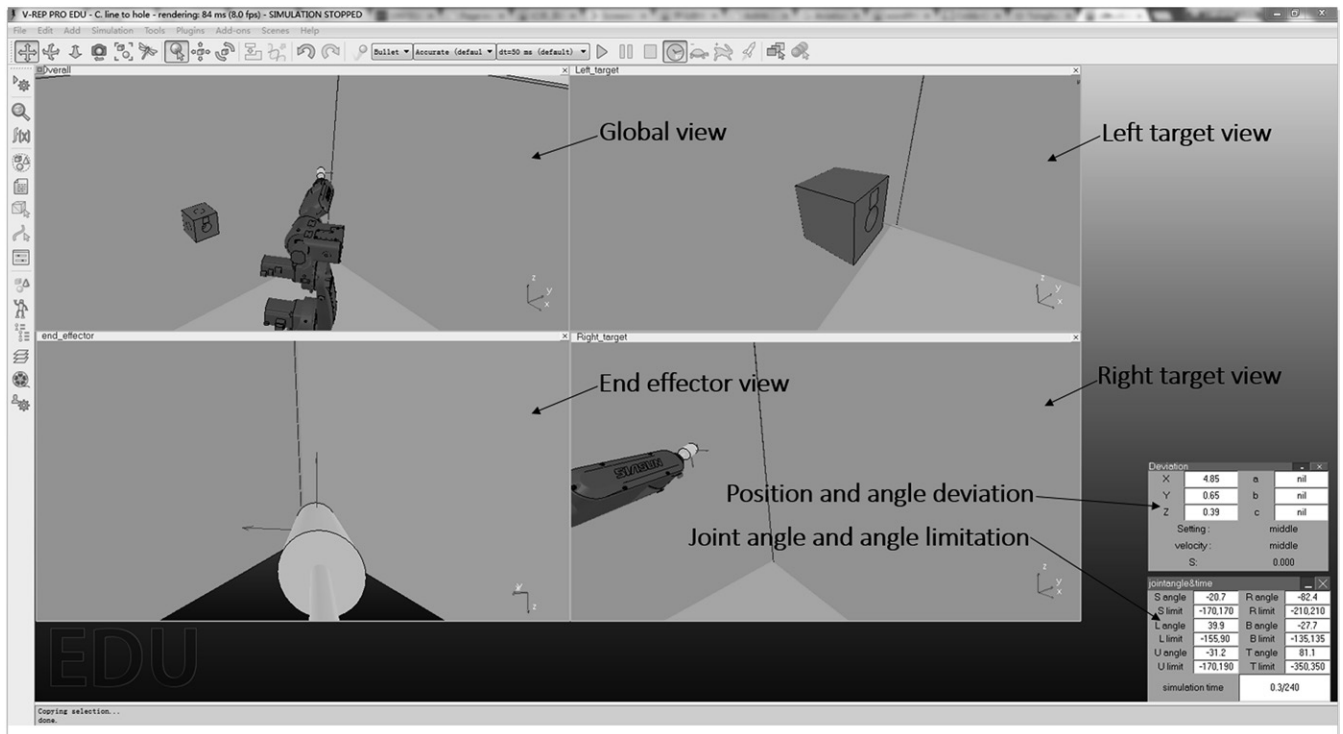 V-REP PRO EDU - C. line to hole - rendering: 84 ms (8.0 fps) - SIMULATION STOPPED
File Edit Add Simulation Tools Plugins Add-ons Scenes Help
Bullet Accurate (defaul dt=50 ms (default)
f(x)
Overall
Left_target
Global view
Left target view
z
y
x
z
y
x
end_effector
Right_target
End effector view
Right target view
SIASUN
Position and angle deviation
Joint angle and angle limitation
z
z
y
x
Deviation
X 4.85 a nil
Y 0.65 b nil
Z 0.39 c nil
Setting : middle
velocity : middle
S: 0.000
jointangle&time
S angle -20.7 R angle -82.4
S limit -170,170 R limit -210,210
L angle 39.9 B angle -27.7
L limit -155,90 B limit -135,135
U angle -31.2 T angle 81.1
U limit -170,190 T limit -350,350
simulation time 0.3/240
EDU
Copying selection...
done.